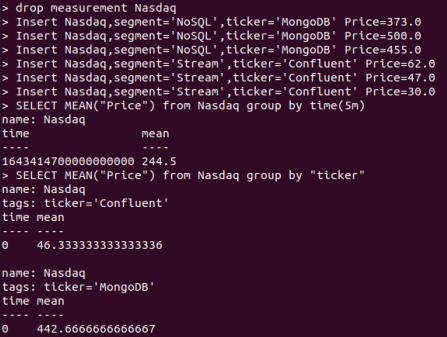 > drop measurement Nasdaq
> Insert Nasdaq,segment='NoSQL',ticker='MongoDB' Price=373.0
> Insert Nasdaq,segment='NoSQL',ticker='MongoDB' Price=500.0
> Insert Nasdaq,segment='NoSQL',ticker='MongoDB' Price=455.0
> Insert Nasdaq,segment='Stream',ticker='Confluent' Price=62.0
> Insert Nasdaq,segment='Stream',ticker='Confluent' Price=47.0
> Insert Nasdaq,segment='Stream',ticker='Confluent' Price=30.0
> SELECT MEAN("Price") from Nasdaq group by time(5m)
name: Nasdaq
time                mean
----                ----
1643414700000000000 244.5
> SELECT MEAN("Price") from Nasdaq group by "ticker"
name: Nasdaq
tags: ticker='Confluent'
time mean
---- ----
0    46.333333333333336

name: Nasdaq
tags: ticker='MongoDB'
time mean
---- ----
0    442.6666666666667